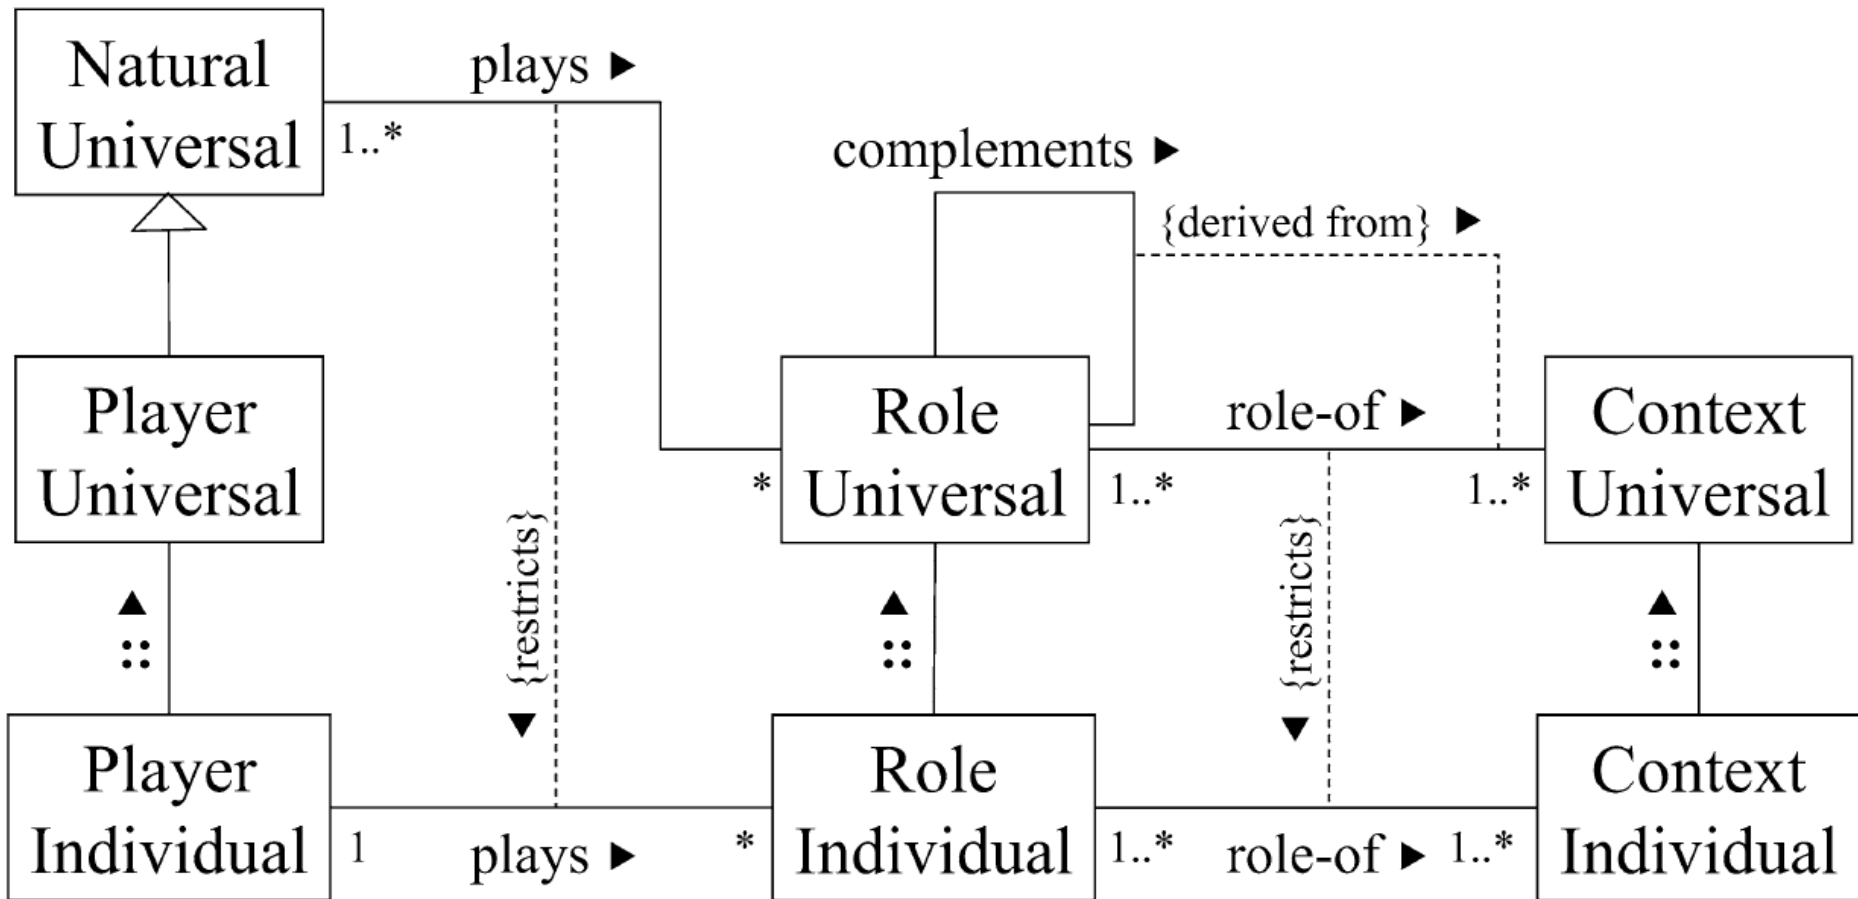 Natural
Universal
plays ►
1..*
complements ►
{derived from} ►
Player
Universal
Role
Universal
role-of ►
Context
Universal
*
1..*
1..*
{restricts}
▼
{restricts}
▼
▲
::
▲
::
▲
::
Player
Individual
Role
Individual
Context
Individual
1
plays ►
*
1..*
role-of ►
1..*